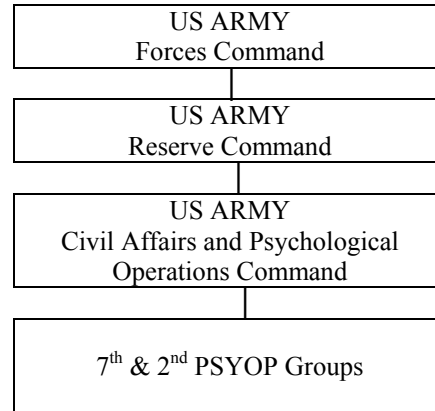 US ARMY
Forces Command
US ARMY
Reserve Command
US ARMY
Civil Affairs and Psychological
Operations Command
7th & 2nd PSYOP Groups